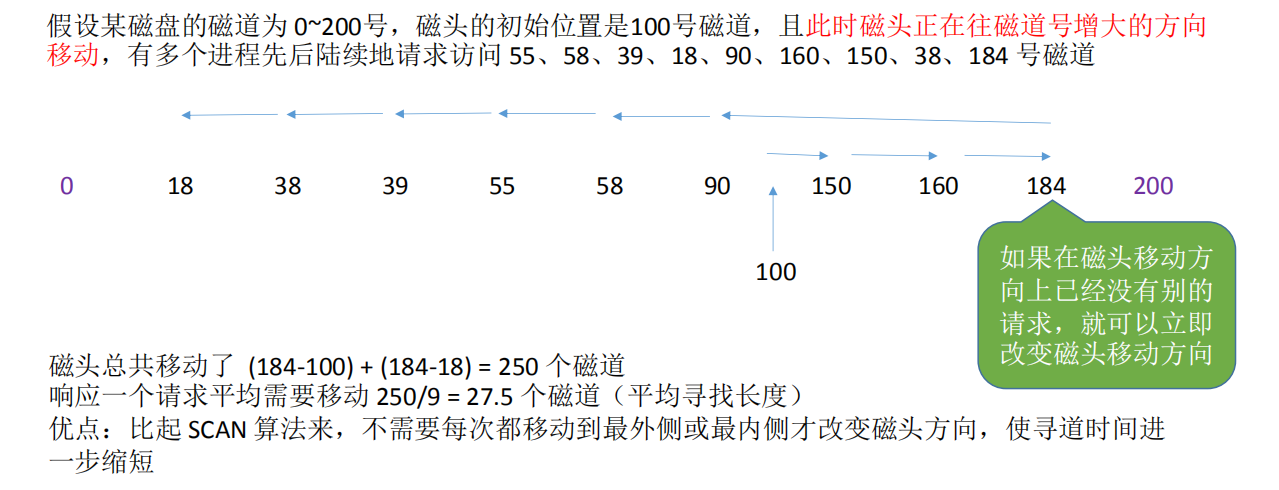 假设某磁盘的磁道为 0~200号，磁头的初始位置是100号磁道，且此时磁头正在往磁道号增大的方向
移动，有多个进程先后陆续地请求访问 55、58、39、18、90、160、150、38、184 号磁道
0 18 38 39 55 58 90 150 160 184 200
100
如果在磁头移动方
向上已经没有别的
请求，就可以立即
改变磁头移动方向
磁头总共移动了 (184-100) + (184-18) = 250 个磁道
响应一个请求平均需要移动 250/9 = 27.5 个磁道（平均寻找长度）
优点：比起 SCAN 算法来，不需要每次都移动到最外侧或最内侧才改变磁头方向，使寻道时间进
一步缩短